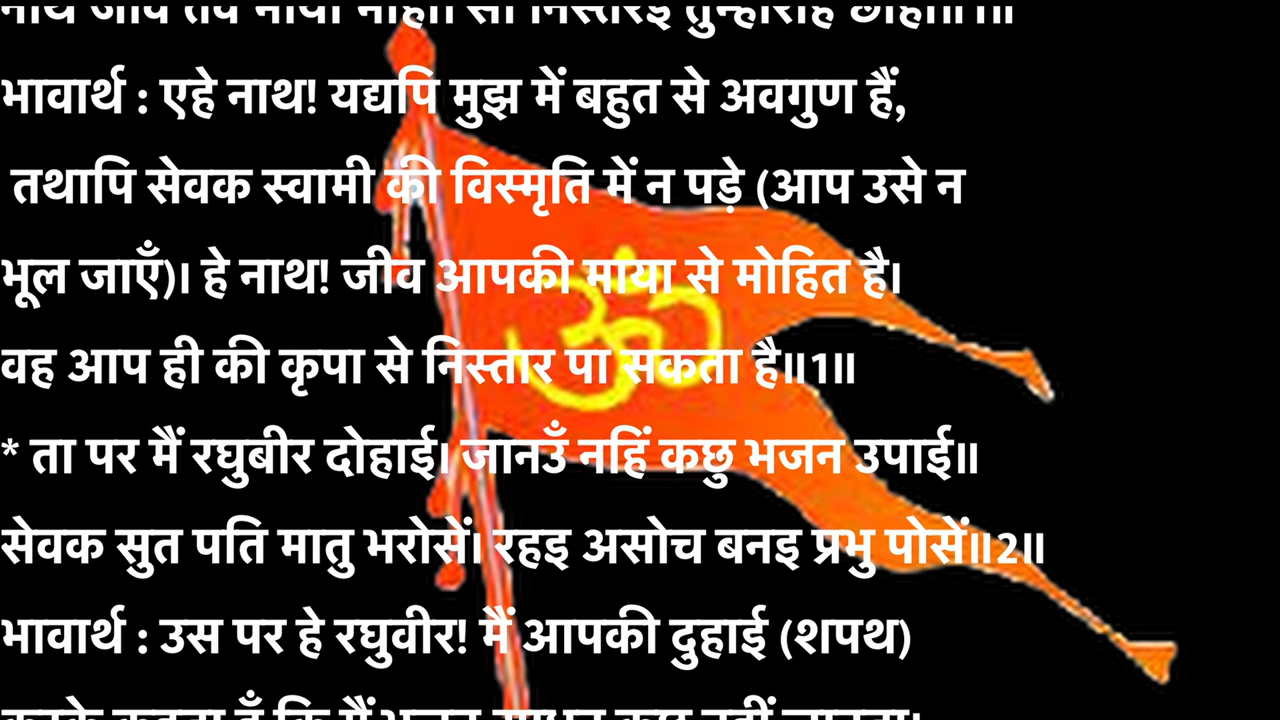 भावार्थ : एहे नाथ! यद्यपि मुझ में बहुत से अवगुण हैं,
तथापि सेवक स्वामी की विस्मृति में न पड़े (आप उसे न
भूल जाएँ)। हे नाथ! जीव आपकी माया से मोहित है।
वह आप ही की कृपा से निस्तार पा सकता है॥1॥
* ता पर मैं रघुबीर दोहाई। जानउँ नहिं कछु भजन उपाई॥
सेवक सुत पति मातु भरोसें। रहइ असोच बनइ प्रभु पोसें॥2॥
भावार्थ : उस पर हे रघुवीर! मैं आपकी दुहाई (शपथ)